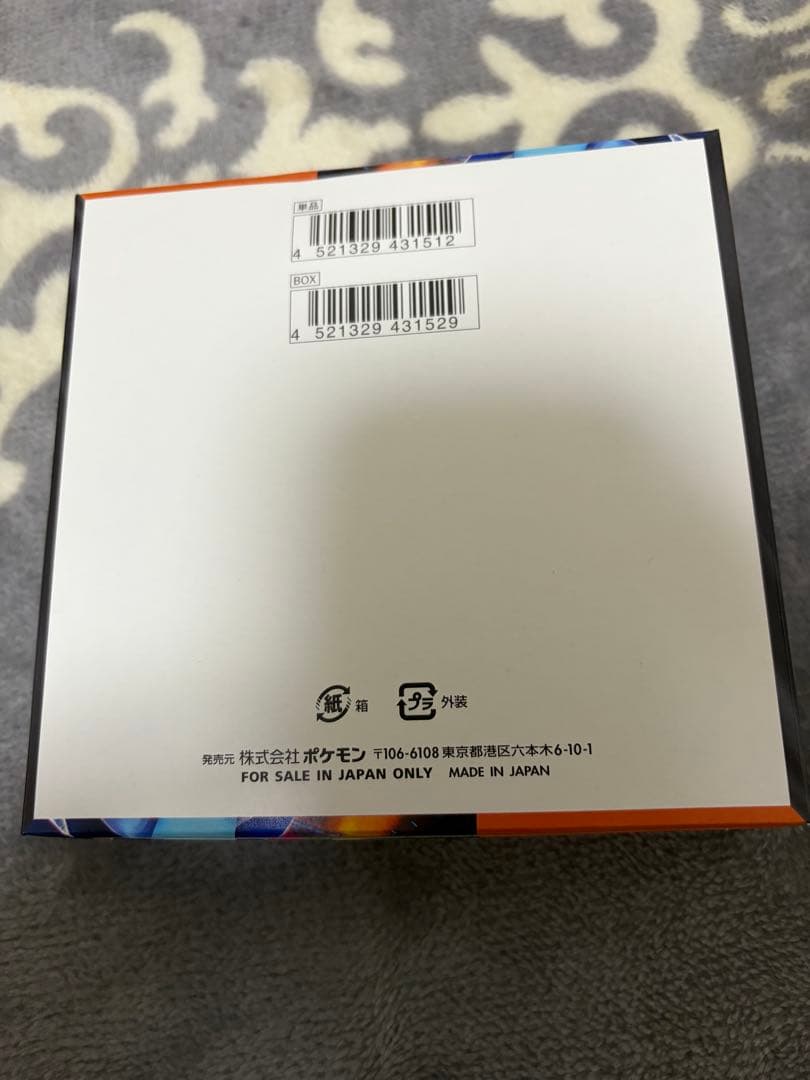 単品
4 521329 431512
BOX
4 521329 431529
紙 箱 プラ 外装
発売元 株式会社 ポケモン 〒106-6108 東京都港区六本木6-10-1
FOR SALE IN JAPAN ONLY MADE IN JAPAN